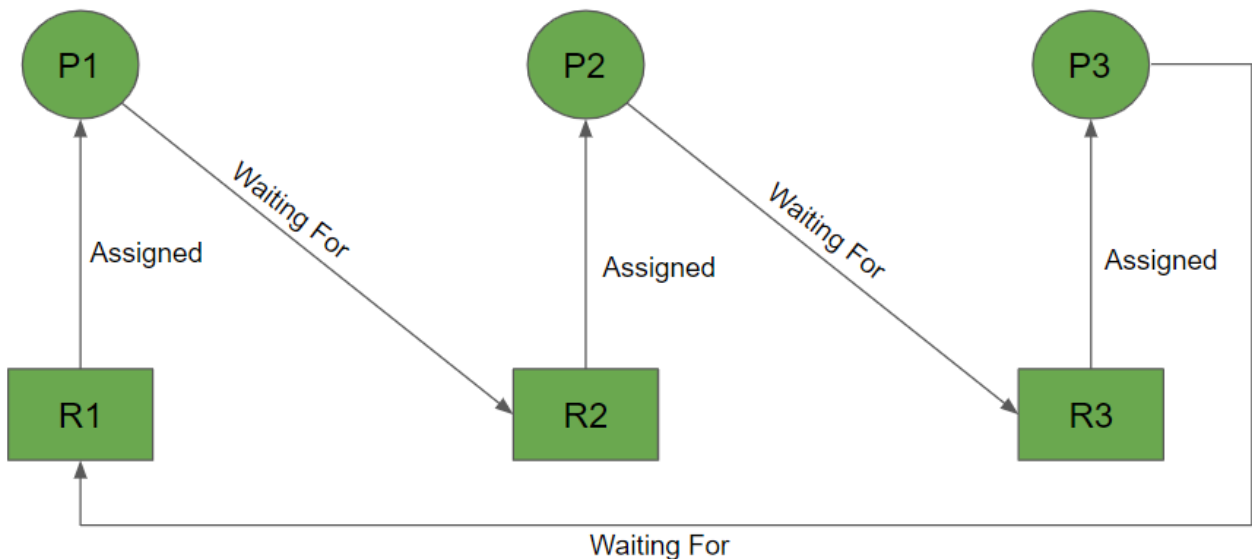 P1
P2
P3
Waiting For
Waiting For
Assigned
Assigned
Assigned
R1
R2
R3
Waiting For